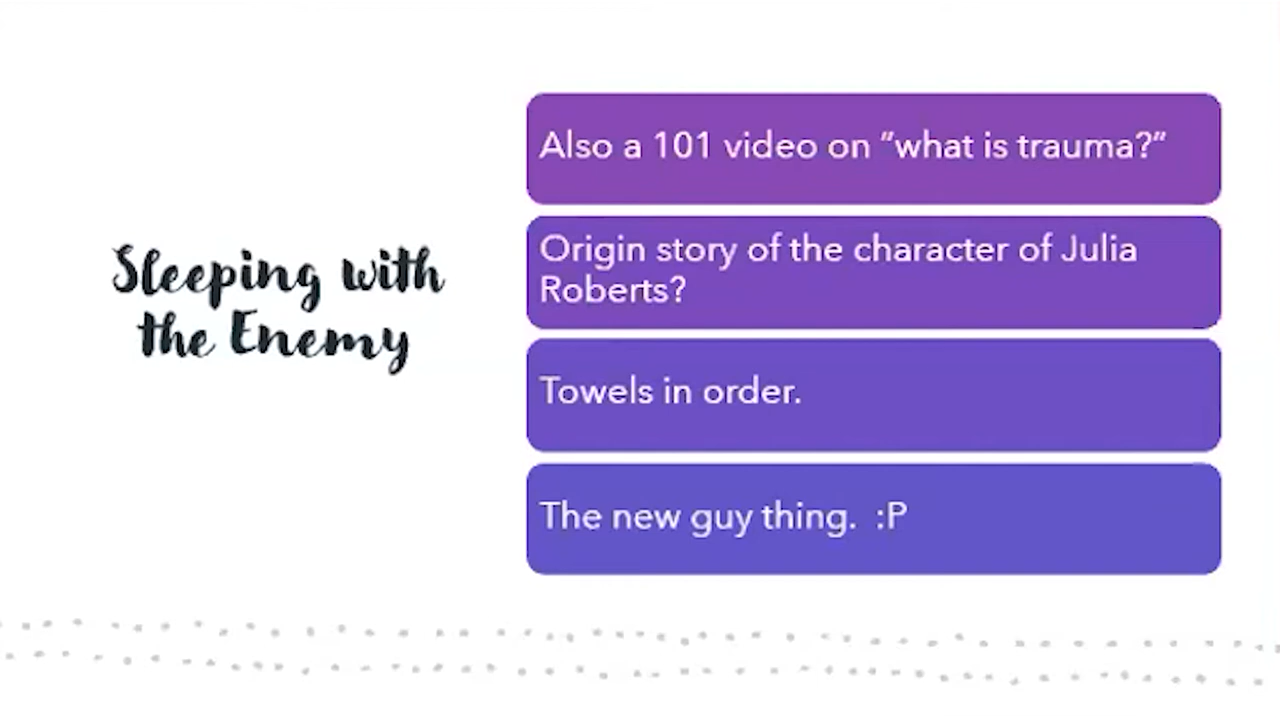 Sleeping with
the Enemy
Also a 101 video on “what is trauma?”
Origin story of the character of Julia
Roberts?
Towels in order.
The new guy thing.  :P